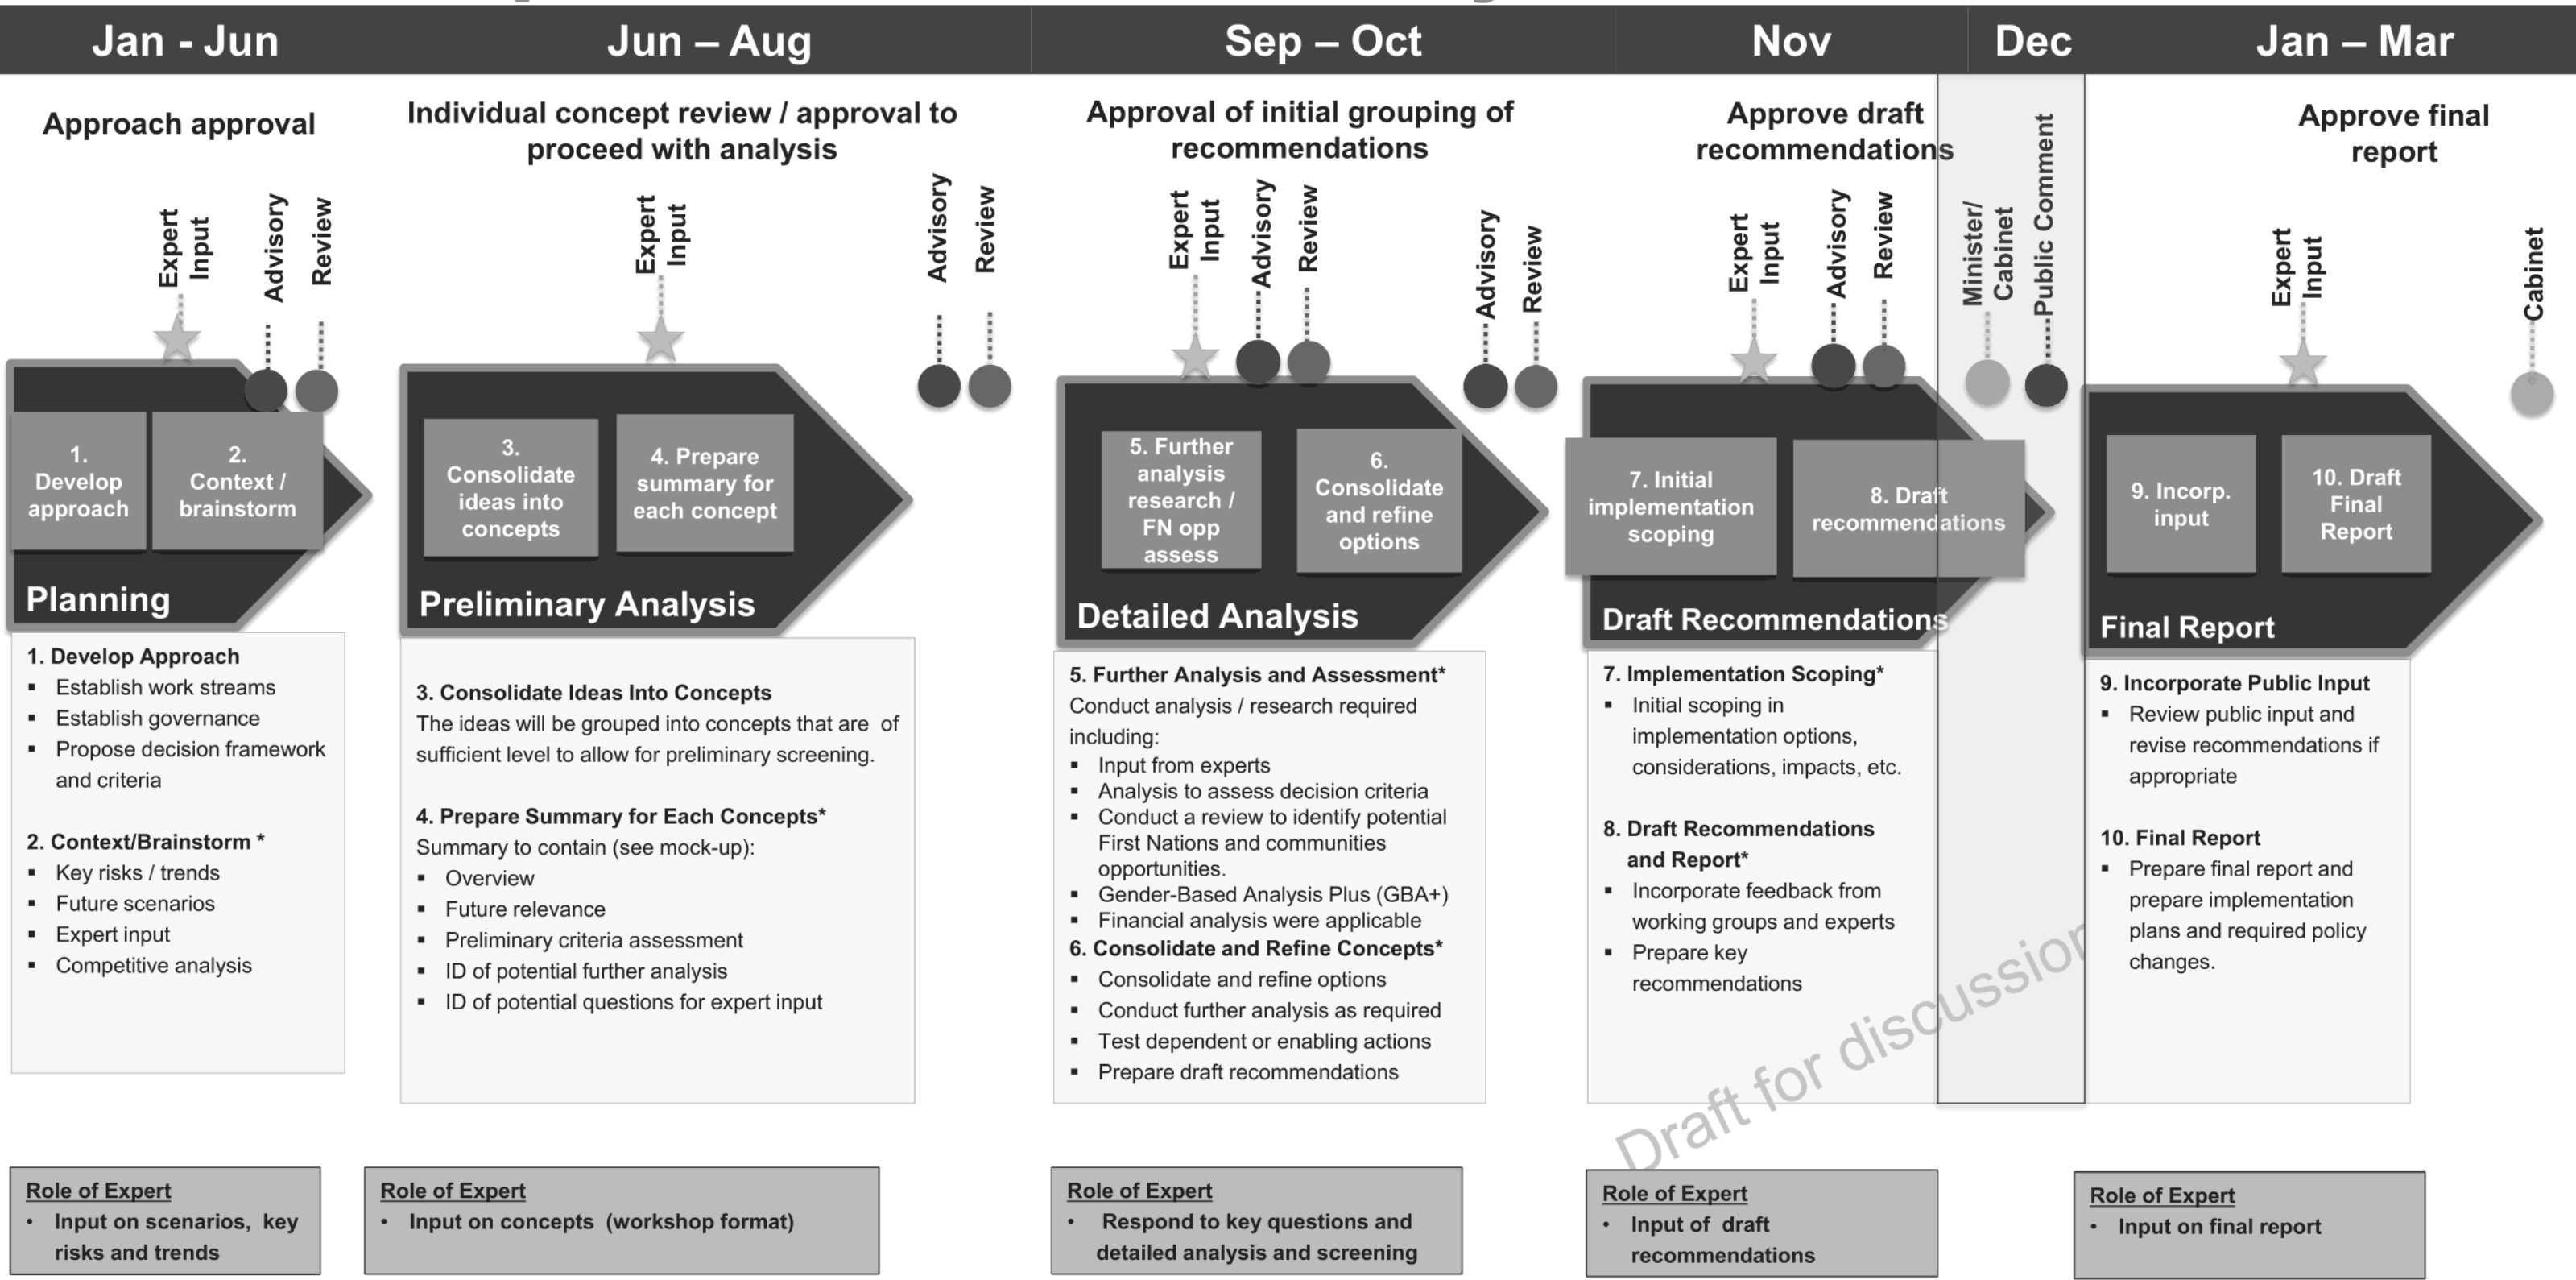 Jan - Jun
Jun – Aug
Sep – Oct
Nov
Dec
Jan – Mar
Approach approval
Individual concept review / approval to
proceed with analysis
Approval of initial grouping of
recommendations
Approve draft
recommendations
Approve final
report
Expert
Input
Advisory
Review
Expert
Input
Advisory
Review
Expert
Input
Advisory
Review
Advisory
Review
Expert
Input
Advisory
Review
Minister/
Cabinet
Public Comment
Expert
Input
Cabinet
1.
Develop
approach
2.
Context /
brainstorm
Planning
3.
Consolidate
ideas into
concepts
4. Prepare
summary for
each concept
Preliminary Analysis
5. Further
analysis
research /
FN opp
assess
6.
Consolidate
and refine
options
Detailed Analysis
7. Initial
implementation
scoping
8. Draft
recommendations
Draft Recommendations
9. Incorp.
input
10. Draft
Final
Report
Final Report
1. Develop Approach
▪ Establish work streams
▪ Establish governance
▪ Propose decision framework
and criteria
2. Context/Brainstorm *
▪ Key risks / trends
▪ Future scenarios
▪ Expert input
▪ Competitive analysis
3. Consolidate Ideas Into Concepts
The ideas will be grouped into concepts that are of
sufficient level to allow for preliminary screening.
4. Prepare Summary for Each Concepts*
Summary to contain (see mock-up):
▪ Overview
▪ Future relevance
▪ Preliminary criteria assessment
▪ ID of potential further analysis
▪ ID of potential questions for expert input
5. Further Analysis and Assessment*
Conduct analysis / research required
including:
▪ Input from experts
▪ Analysis to assess decision criteria
▪ Conduct a review to identify potential
First Nations and communities
opportunities.
▪ Gender-Based Analysis Plus (GBA+)
▪ Financial analysis were applicable
6. Consolidate and Refine Concepts*
▪ Consolidate and refine options
▪ Conduct further analysis as required
▪ Test dependent or enabling actions
▪ Prepare draft recommendations
7. Implementation Scoping*
▪ Initial scoping in
implementation options,
considerations, impacts, etc.
8. Draft Recommendations
and Report*
▪ Incorporate feedback from
working groups and experts
▪ Prepare key
recommendations
9. Incorporate Public Input
▪ Review public input and
revise recommendations if
appropriate
10. Final Report
▪ Prepare final report and
prepare implementation
plans and required policy
changes.
Draft for discussion
Role of Expert
• Input on scenarios, key
risks and trends
Role of Expert
• Input on concepts (workshop format)
Role of Expert
• Respond to key questions and
detailed analysis and screening
Role of Expert
• Input of draft
recommendations
Role of Expert
• Input on final report